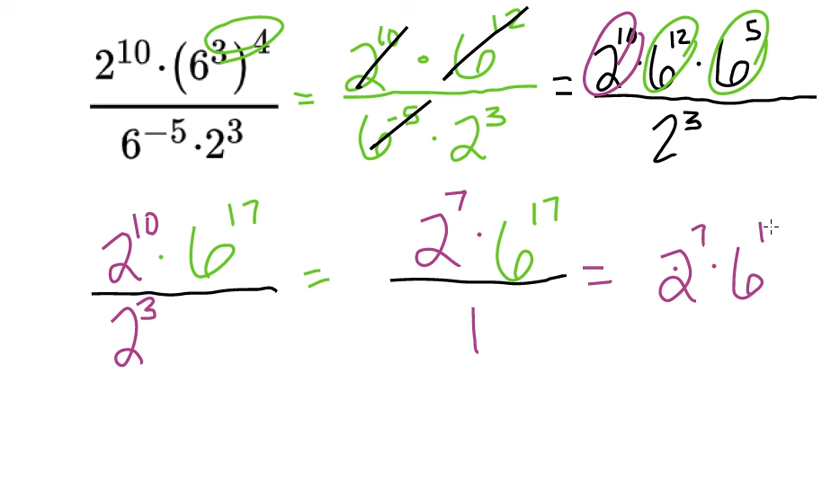 2^10 · (6^3)^4 / 6^−5 · 2^3 = 2^10 · 6^12 / 6^-5 · 2^3 = 2^10 · 6^12 · 6^5 / 2^3
2^10 · 6^17 / 2^3 = 2^7 · 6^17 / 1 = 2^7 · 6^1